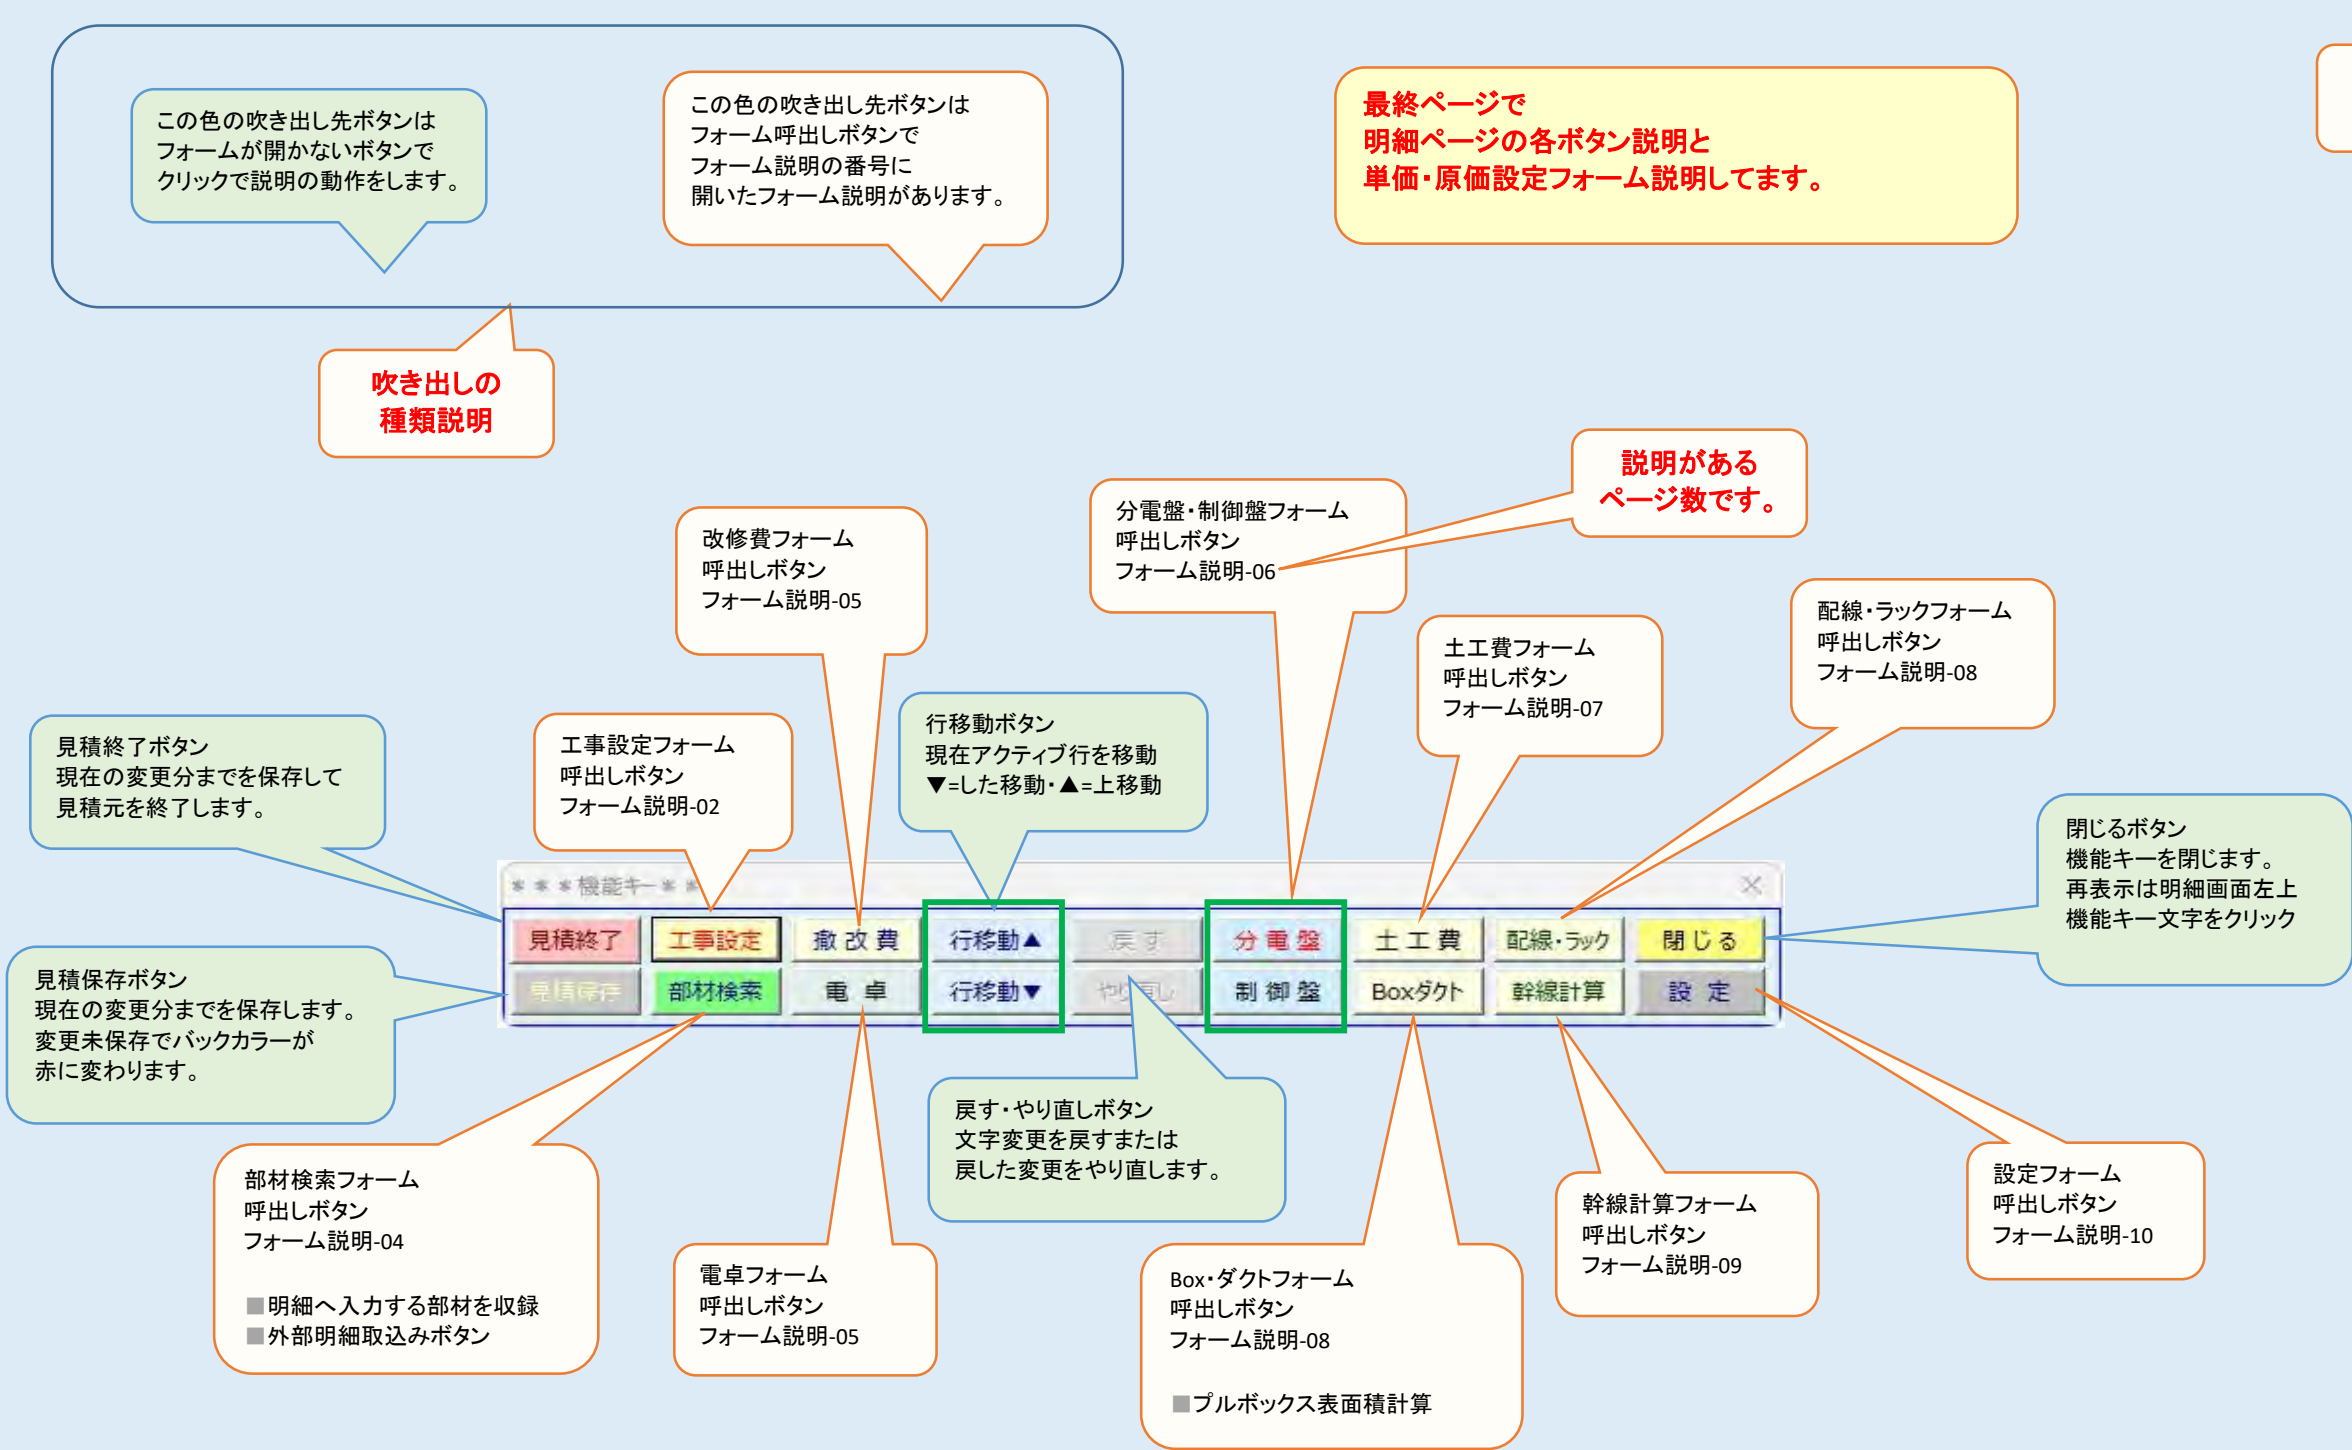 この色の吹き出し先ボタンは
フォームが開かないボタンで
クリックで説明の動作をします。
この色の吹き出し先ボタンは
フォーム呼出しボタンで
フォーム説明の番号に
開いたフォーム説明があります。
最終ページで
明細ページの各ボタン説明と
単価・原価設定フォーム説明してます。
吹き出しの
種類説明
説明がある
ページ数です。
分電盤・制御盤フォーム
呼出しボタン
フォーム説明-06
改修費フォーム
呼出しボタン
フォーム説明-05
配線・ラックフォーム
呼出しボタン
フォーム説明-08
土工費フォーム
呼出しボタン
フォーム説明-07
行移動ボタン
現在アクティブ行を移動
▼=した移動・▲=上移動
工事設定フォーム
呼出しボタン
フォーム説明-02
見積終了ボタン
現在の変更分までを保存して
見積元を終了します。
閉じるボタン
機能キーを閉じます。
再表示は明細画面左上
機能キー文字をクリック
＊＊＊機能キー＊＊
見積終了 工事設定 撤改費 行移動▲ 戻す 分電盤 土工費 配線・ラック 閉じる
見積保存 部材検索 電卓 行移動▼ やり直し 制御盤 Boxダクト 幹線計算 設定
見積保存ボタン
現在の変更分までを保存します。
変更未保存でバックカラーが
赤に変わります。
戻す・やり直しボタン
文字変更を戻すまたは
戻した変更をやり直します。
部材検索フォーム
呼出しボタン
フォーム説明-04
■明細へ入力する部材を収録
■外部明細取込みボタン
電卓フォーム
呼出しボタン
フォーム説明-05
Box・ダクトフォーム
呼出しボタン
フォーム説明-08
■プルボックス表面積計算
幹線計算フォーム
呼出しボタン
フォーム説明-09
設定フォーム
呼出しボタン
フォーム説明-10